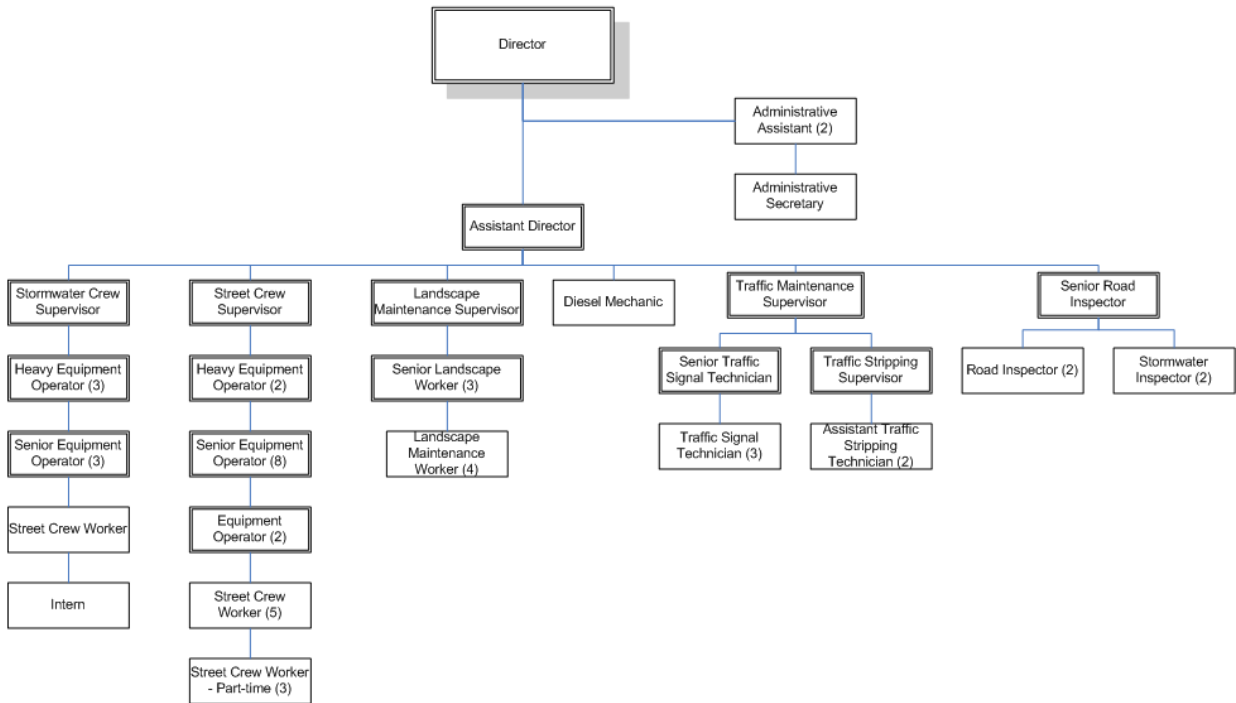 Director
Administrative
Assistant (2)
Administrative
Secretary
Assistant Director
Stormwater Crew
Supervisor
Street Crew
Supervisor
Landscape
Maintenance Supervisor
Diesel Mechanic
Traffic Maintenance
Supervisor
Senior Road
Inspector
Heavy Equipment
Operator (3)
Heavy Equipment
Operator (2)
Senior Landscape
Worker (3)
Senior Traffic
Signal Technician
Traffic Stripping
Supervisor
Road Inspector (2)
Stormwater
Inspector (2)
Senior Equipment
Operator (3)
Senior Equipment
Operator (8)
Landscape
Maintenance
Worker (4)
Traffic Signal
Technician (3)
Assistant Traffic
Stripping
Technician (2)
Street Crew Worker
Equipment
Operator (2)
Intern
Street Crew
Worker (5)
Street Crew Worker
- Part-time (3)